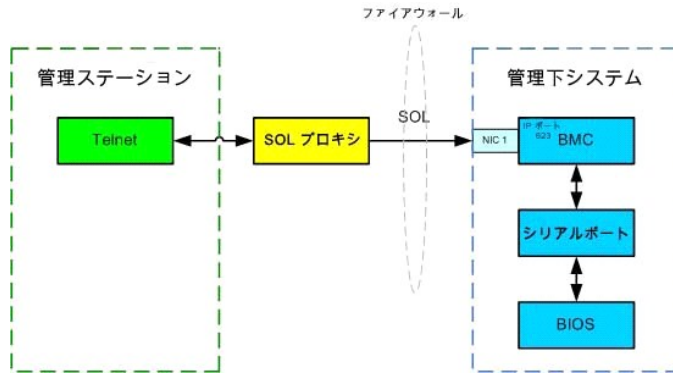 ファイアウォール
管理ステーション
管理下システム
Telnet
SOL プロキシ
SOL
NIC 1
IP ポート
623
BMC
シリアルポート
BIOS